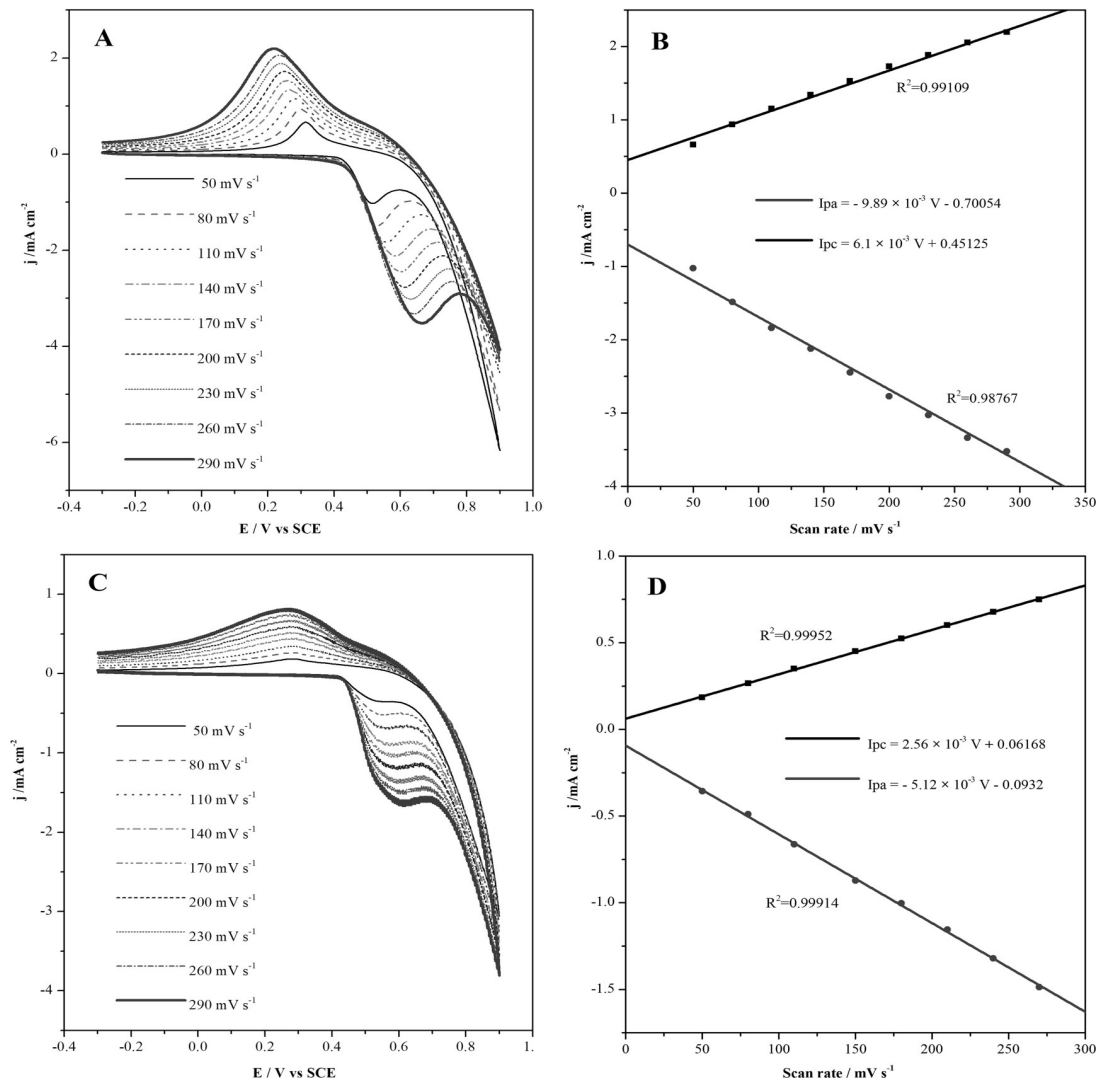 A
2
0
-2
-4
-6
j /mA cm⁻²
50 mV s⁻¹
80 mV s⁻¹
110 mV s⁻¹
140 mV s⁻¹
170 mV s⁻¹
200 mV s⁻¹
230 mV s⁻¹
260 mV s⁻¹
290 mV s⁻¹
-0.4 -0.2 0.0 0.2 0.4 0.6 0.8 1.0
E / V vs SCE
B
2
1
0
-1
-2
-3
-4
j /mA cm⁻²
R²=0.99109
Ipa = - 9.89 × 10⁻³ V - 0.70054
Ipc = 6.1 × 10⁻³ V + 0.45125
R²=0.98767
0 50 100 150 200 250 300 350
Scan rate / mV s⁻¹
C
1
0
-1
-2
-3
-4
j /mA cm⁻²
50 mV s⁻¹
80 mV s⁻¹
110 mV s⁻¹
140 mV s⁻¹
170 mV s⁻¹
200 mV s⁻¹
230 mV s⁻¹
260 mV s⁻¹
290 mV s⁻¹
-0.4 -0.2 0.0 0.2 0.4 0.6 0.8 1.
E / V vs SCE
D
1.0
0.5
0.0
-0.5
-1.0
-1.5
j /mA cm⁻²
R²=0.99952
Ipc = 2.56 × 10⁻³ V + 0.06168
Ipa = - 5.12 × 10⁻³ V - 0.0932
R²=0.99914
0 50 100 150 200 250 300
Scan rate / mV s⁻¹